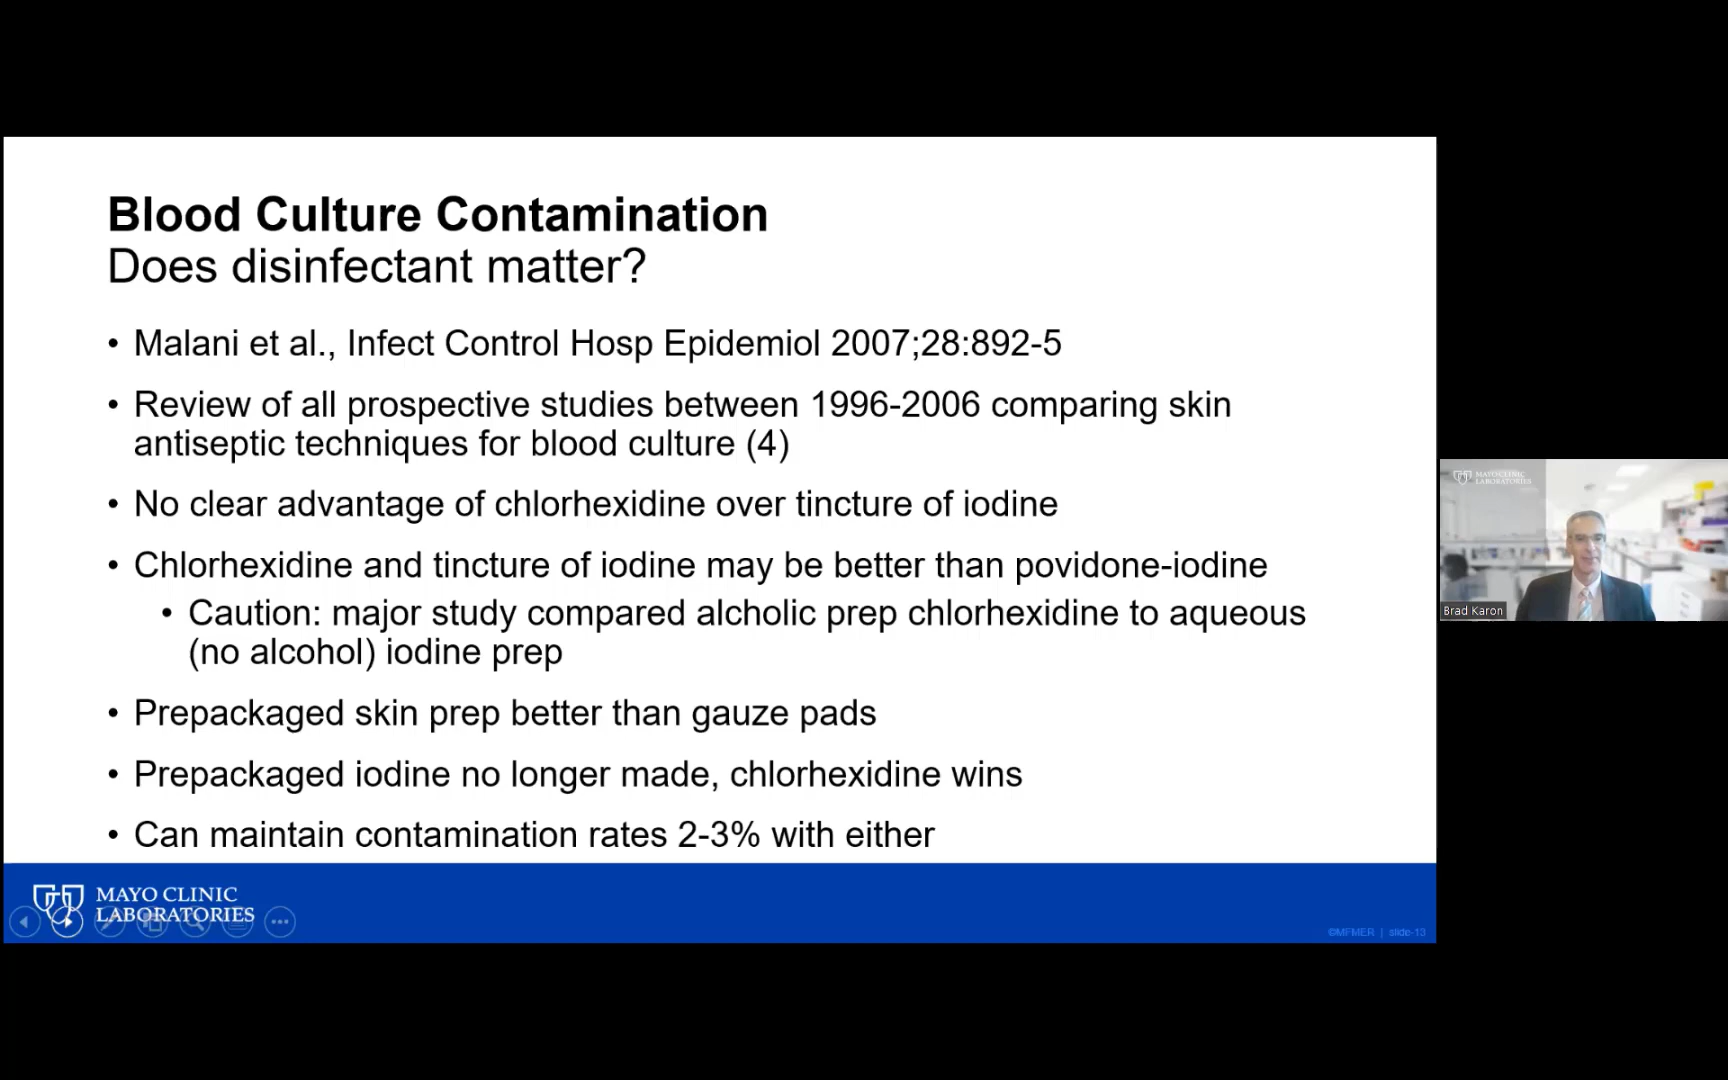 Blood Culture Contamination
Does disinfectant matter?
• Malani et al., Infect Control Hosp Epidemiol 2007;28:892-5
• Review of all prospective studies between 1996-2006 comparing skin
antiseptic techniques for blood culture (4)
• No clear advantage of chlorhexidine over tincture of iodine
• Chlorhexidine and tincture of iodine may be better than povidone-iodine
• Caution: major study compared alcholic prep chlorhexidine to aqueous
(no alcohol) iodine prep
• Prepackaged skin prep better than gauze pads
• Prepackaged iodine no longer made, chlorhexidine wins
• Can maintain contamination rates 2-3% with either
MAYO CLINIC
LABORATORIES
©MFMER | slide-13
MAYO CLINIC
LABORATORIES
Brad Karon